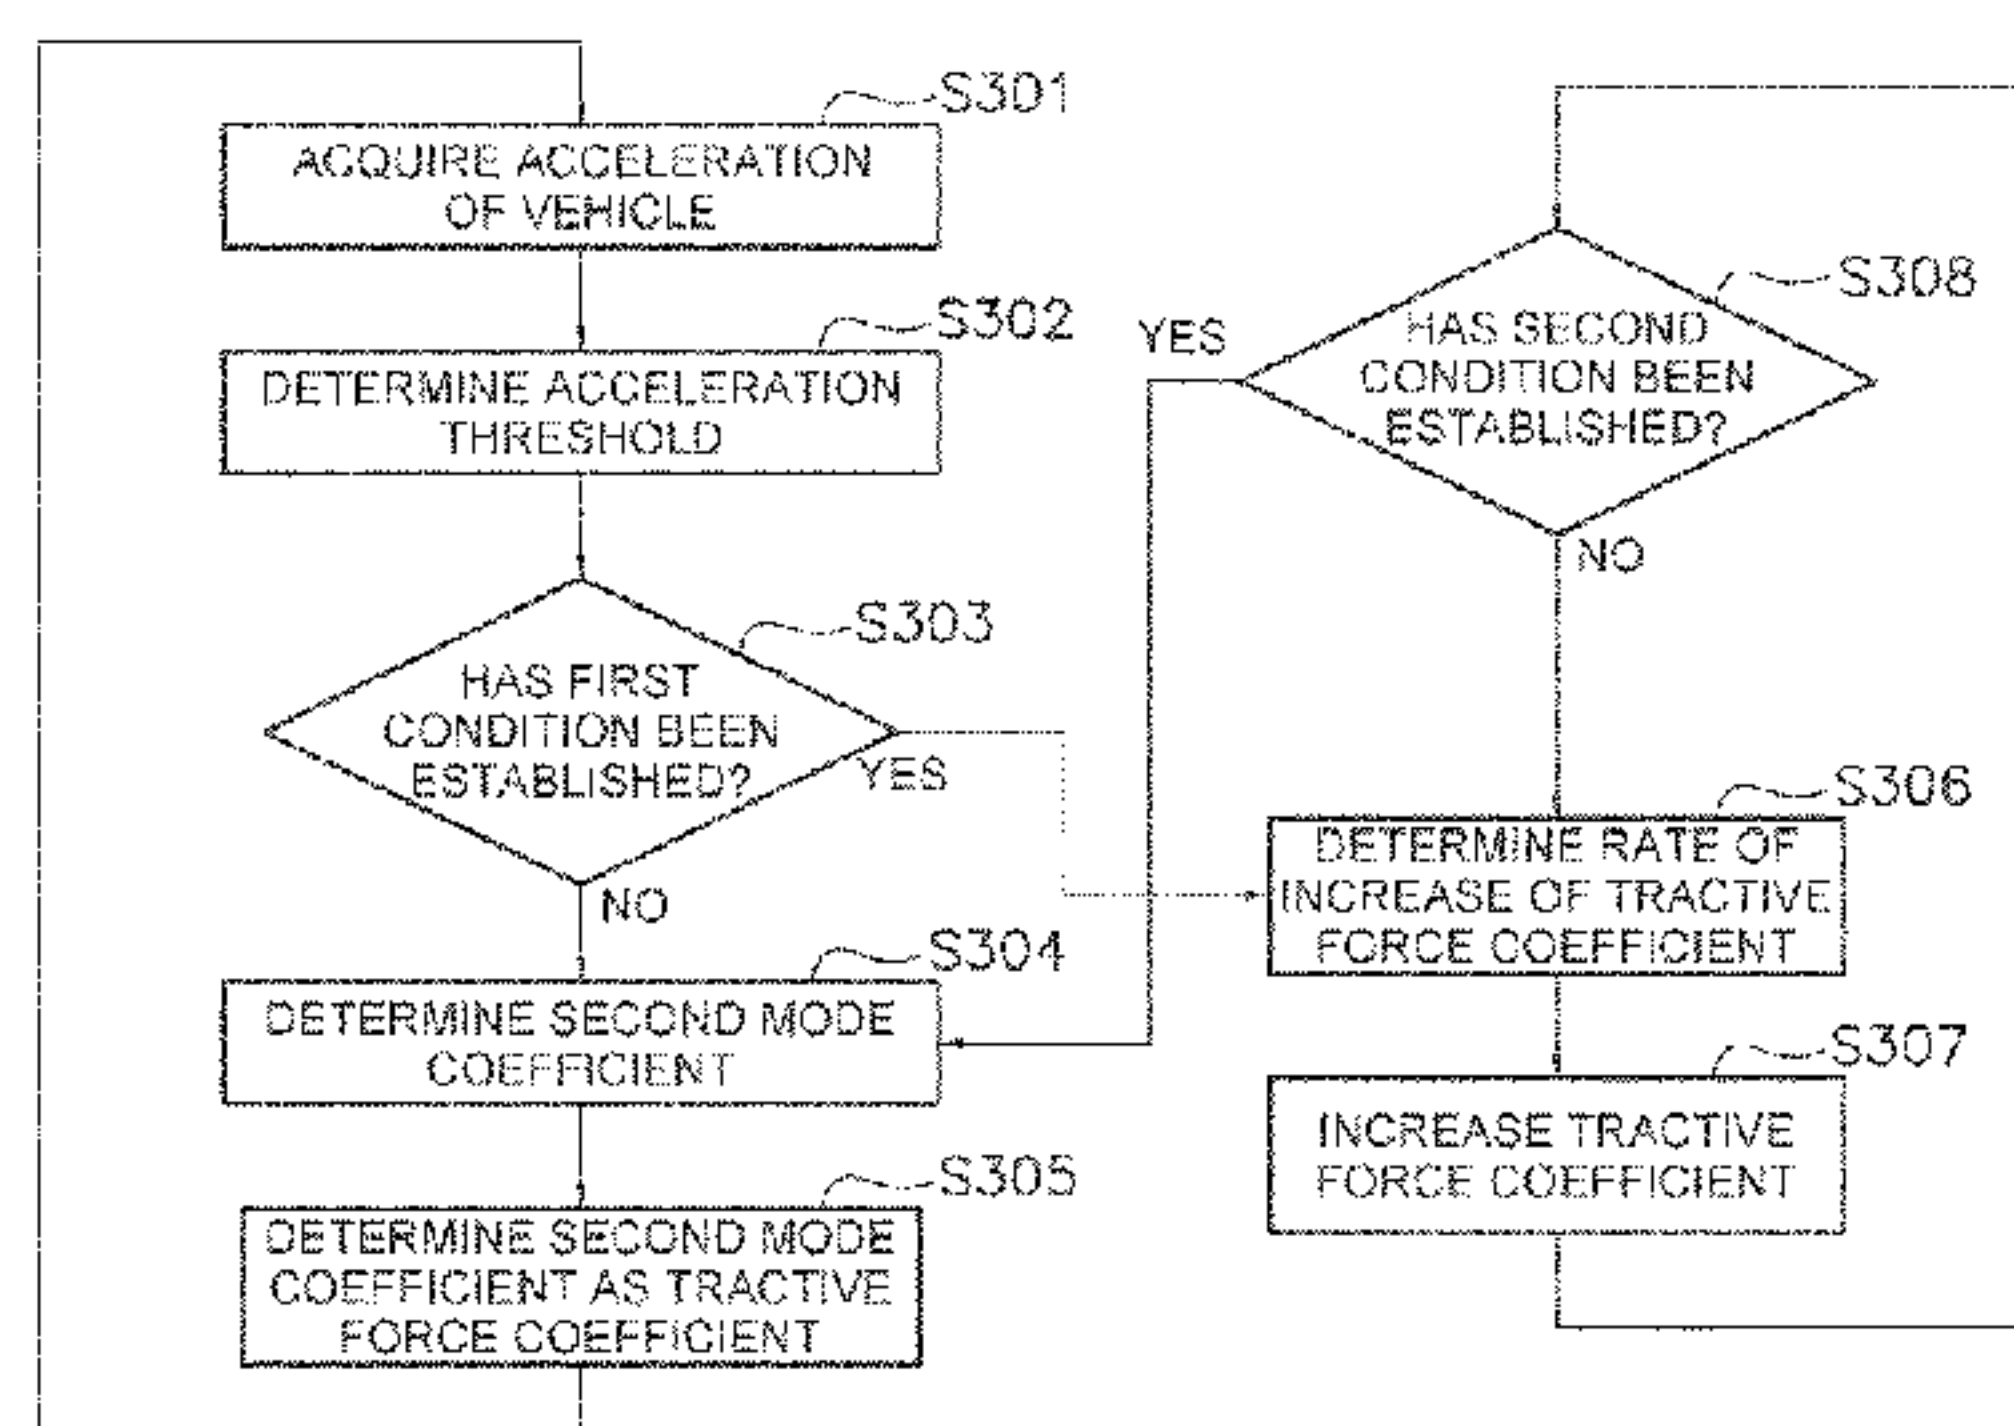 S301
ACQUIRE ACCELERATION
OF VEHICLE
S302
DETERMINE ACCELERATION
THRESHOLD
S303
HAS FIRST
CONDITION BEEN
ESTABLISHED?
YES
NO
S304
DETERMINE SECOND MODE
COEFFICIENT
S305
DETERMINE SECOND MODE
COEFFICIENT AS TRACTIVE
FORCE COEFFICIENT
S308
YES
HAS SECOND
CONDITION BEEN
ESTABLISHED?
NO
S306
DETERMINE RATE OF
INCREASE OF TRACTIVE
FORCE COEFFICIENT
S307
INCREASE TRACTIVE
FORCE COEFFICIENT